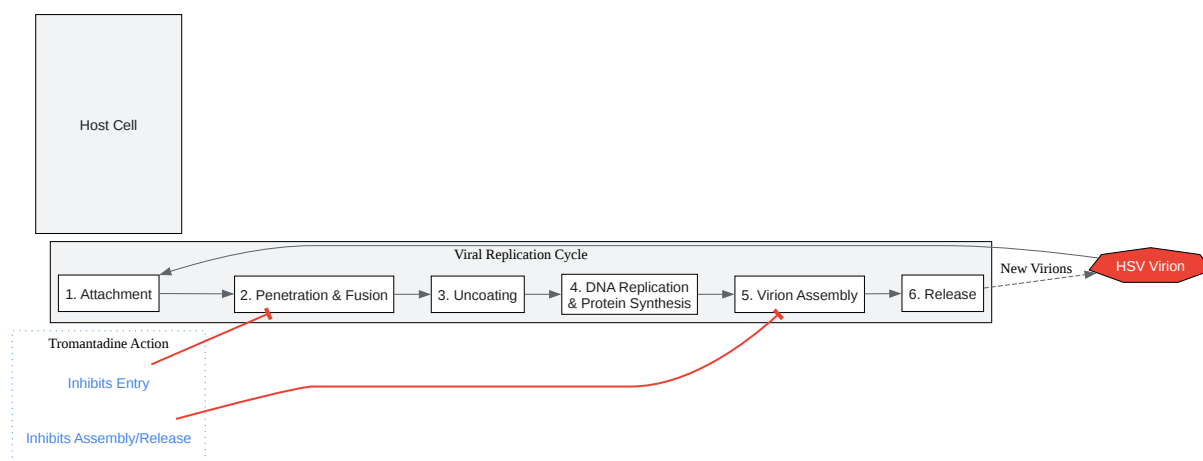 Host Cell
Viral Replication Cycle
1. Attachment
2. Penetration & Fusion
3. Uncoating
4. DNA Replication
& Protein Synthesis
5. Virion Assembly
6. Release
New Virions
HSV Virion
Tromantadine Action
Inhibits Entry
Inhibits Assembly/Release